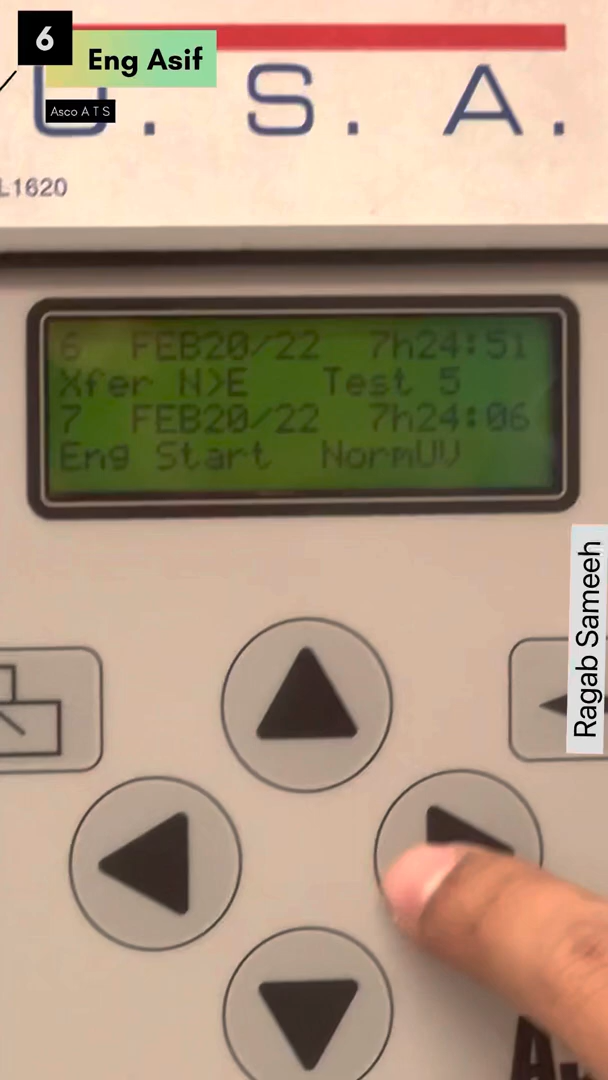 6
Eng Asif
Asco A T S
U. S. A.
L1620
6 FEB20/22 7h24:51
Xfer N>E Test 5
7 FEB20/22 7h24:06
Eng Start NormUV
Ragab Sameeh